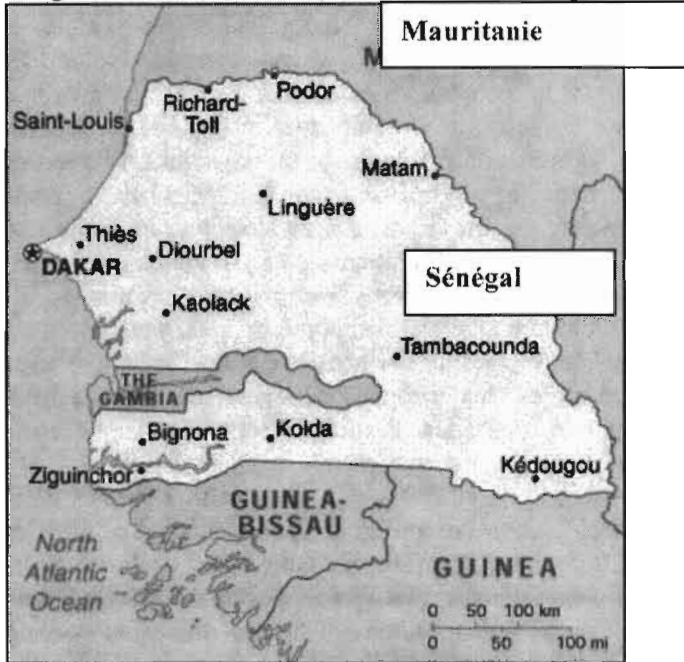 Mauritanie
M
Podor
Richard-
Toll
Saint-Louis
Matam
Linguère
Thiès
DAKAR
Diourbel
Sénégal
Kaolack
Tambacounda
THE
GAMBIA
Bignona
Kolda
Ziguinchor
Kédougou
GUINEA-
BISSAU
North
Atlantic
Ocean
GUINEA
0 50 100 km
0 50 100 mi